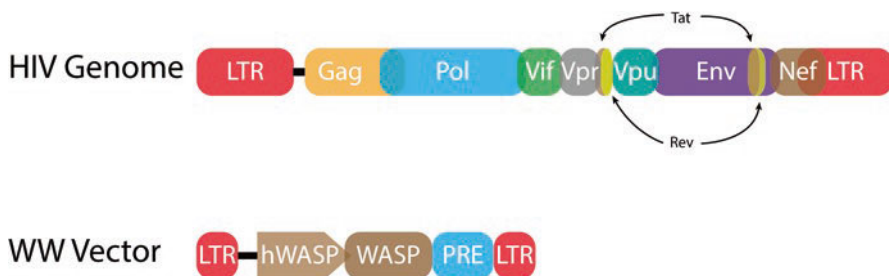 Tat
HIV Genome LTR Gag Pol Vif Vpr Vpu Env Nef LTR
Rev
WW Vector LTR hWASP WASP PRE LTR